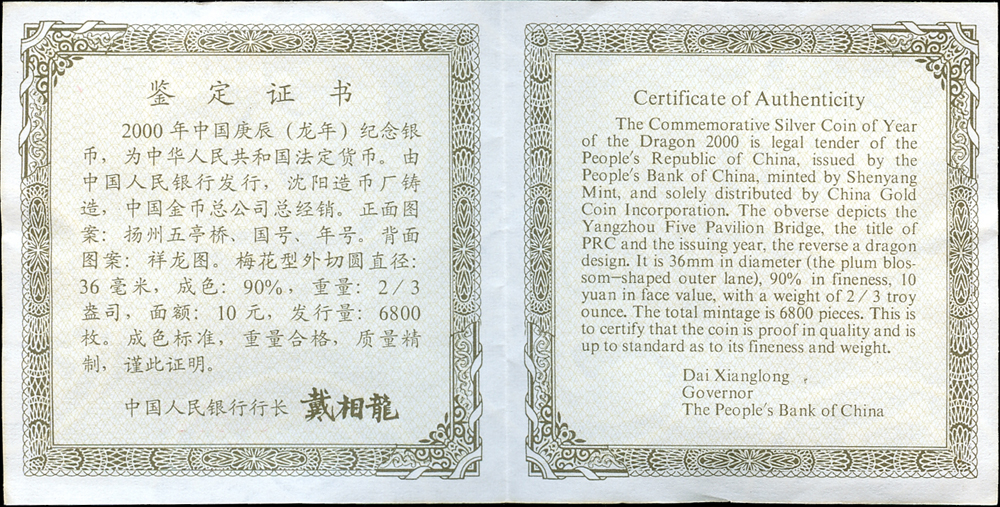 鉴定证书
2000年中国庚辰（龙年）纪念银
币，为中华人民共和国法定货币。由
中国人民银行发行，沈阳造币厂铸
造，中国金币总公司总经销。正面图
案：扬州五亭桥、国号、年号。背面
图案：祥龙图。梅花型外切圆直径：
36毫米，成色：90%，重量：2/3
盎司，面额：10元，发行量：6800
枚。成色标准，重量合格，质量精
制，谨此证明。
中国人民银行行长 戴相龍
Certificate of Authenticity
The Commemorative Silver Coin of Year
of the Dragon 2000 is legal tender of the
People's Republic of China, issued by the
People's Bank of China, minted by Shenyang
Mint, and solely distributed by China Gold
Coin Incorporation. The obverse depicts the
Yangzhou Five Pavilion Bridge, the title of
PRC and the issuing year, the reverse a dragon
design. It is 36mm in diameter (the plum blos-
som-shaped outer lane), 90% in fineness, 10
yuan in face value, with a weight of 2/3 troy
ounce. The total mintage is 6800 pieces. This is
to certify that the coin is proof in quality and is
up to standard as to its fineness and weight.
Dai Xianglong
Governor
The People's Bank of China